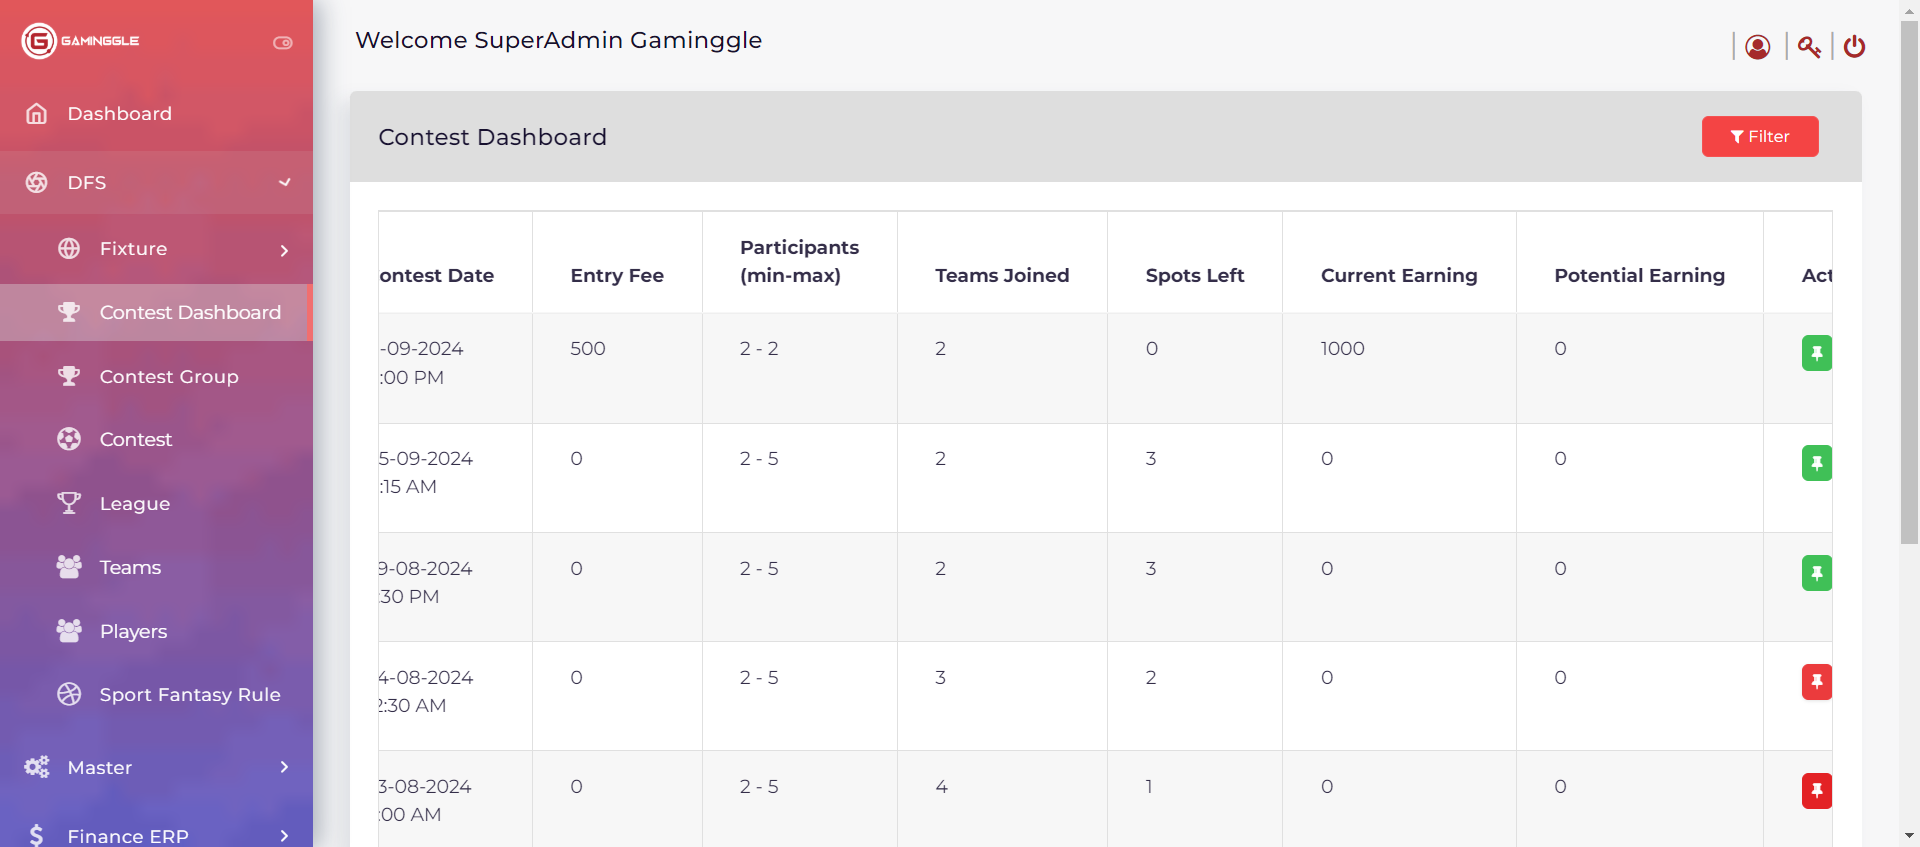 GAMINGGLE
Welcome SuperAdmin Gaminggle
Dashboard
DFS
Fixture
Contest Dashboard
Contest Group
Contest
League
Teams
Players
Sport Fantasy Rule
Master
Finance ERP
Contest Dashboard
Filter
ontest Date Entry Fee Participants (min-max) Teams Joined Spots Left Current Earning Potential Earning Act
-09-2024 500 2 - 2 2 0 1000 0
:00 PM
5-09-2024 0 2 - 5 2 3 0 0
:15 AM
9-08-2024 0 2 - 5 2 3 0 0
:30 PM
4-08-2024 0 2 - 5 3 2 0 0
2:30 AM
3-08-2024 0 2 - 5 4 1 0 0
:00 AM